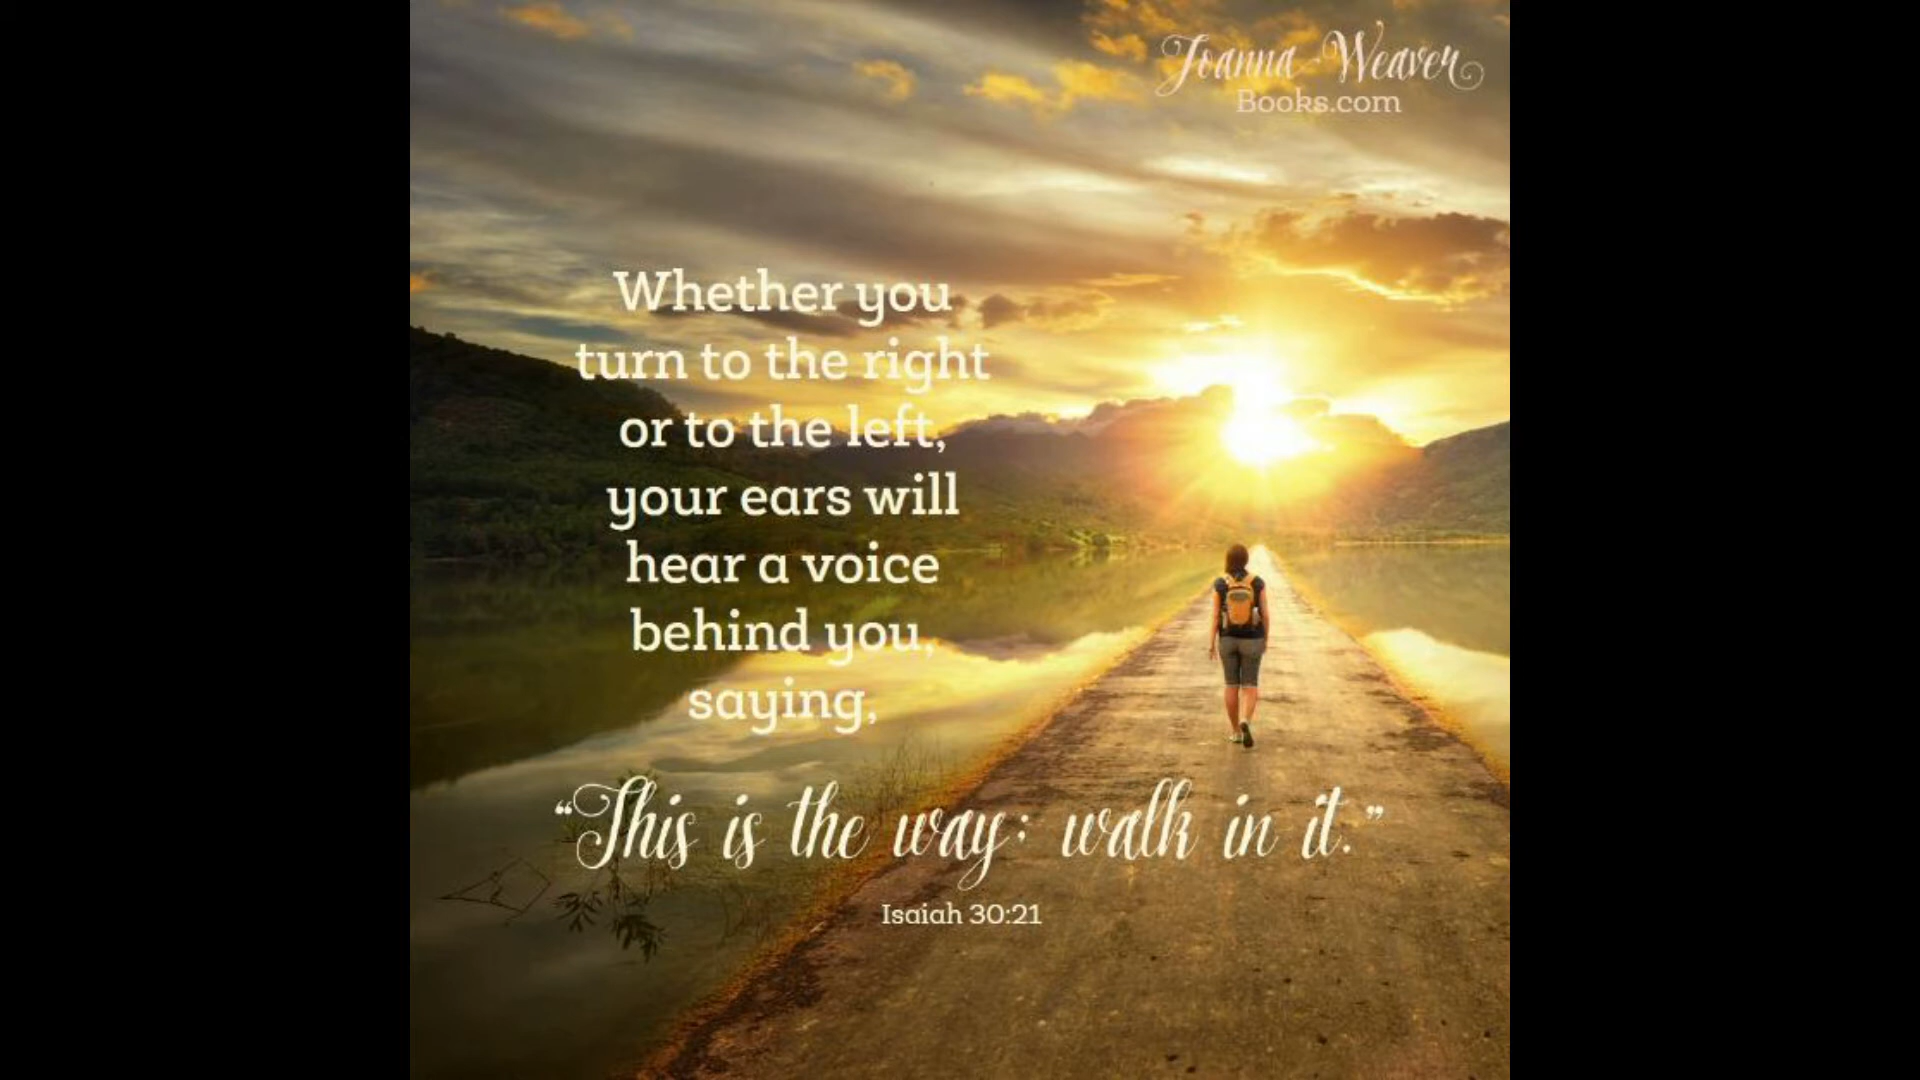 Joanna Weaver
Books.com
Whether you
turn to the right
or to the left,
your ears will
hear a voice
behind you,
saying,
“This is the way; walk in it.”
Isaiah 30:21